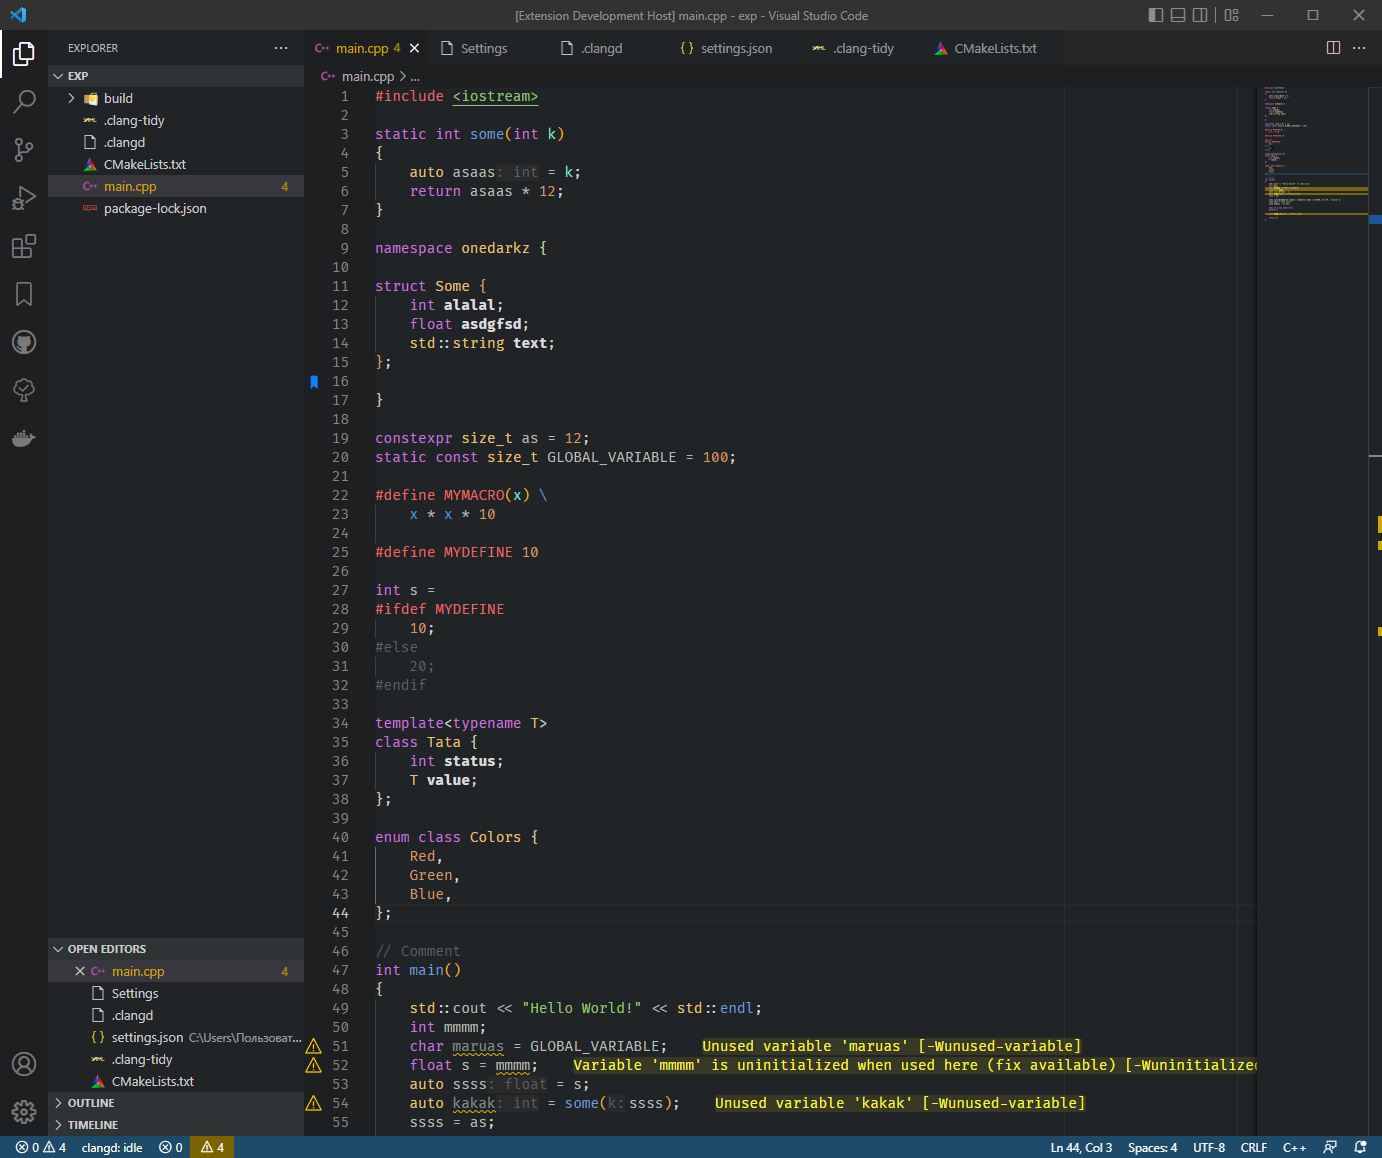 [Extension Development Host] main.cpp - exp - Visual Studio Code
EXPLORER
EXP
build
.clang-tidy
.clangd
CMakeLists.txt
main.cpp 4
package-lock.json
OPEN EDITORS
main.cpp 4
Settings
.clangd
{ } settings.json C:\Users\Пользоват...
.clang-tidy
CMakeLists.txt
OUTLINE
TIMELINE
main.cpp 4
Settings
.clangd
{ } settings.json
.clang-tidy
CMakeLists.txt
main.cpp > ...
1 #include <iostream>
2
3 static int some(int k)
4 {
5 auto asaas: int = k;
6 return asaas * 12;
7 }
8
9 namespace onedarkz {
10
11 struct Some {
12 int alalal;
13 float asdgfsd;
14 std::string text;
15 };
16
17 }
18
19 constexpr size_t as = 12;
20 static const size_t GLOBAL_VARIABLE = 100;
21
22 #define MYMACRO(x) \
23 x * x * 10
24
25 #define MYDEFINE 10
26
27 int s =
28 #ifdef MYDEFINE
29 10;
30 #else
31 20;
32 #endif
33
34 template<typename T>
35 class Tata {
36 int status;
37 T value;
38 };
39
40 enum class Colors {
41 Red,
42 Green,
43 Blue,
44 };
45
46 // Comment
47 int main()
48 {
49 std::cout << "Hello World!" << std::endl;
50 int mmmm;
51 char maruas = GLOBAL_VARIABLE; Unused variable 'maruas' [-Wunused-variable]
52 float s = mmmm; Variable 'mmmm' is uninitialized when used here (fix available) [-Wuninitialized
53 auto ssss: float = s;
54 auto kakak: int = some(k: ssss); Unused variable 'kakak' [-Wunused-variable]
55 ssss = as;
0 4 clangd: idle 0 4
Ln 44, Col 3 Spaces: 4 UTF-8 CRLF C++